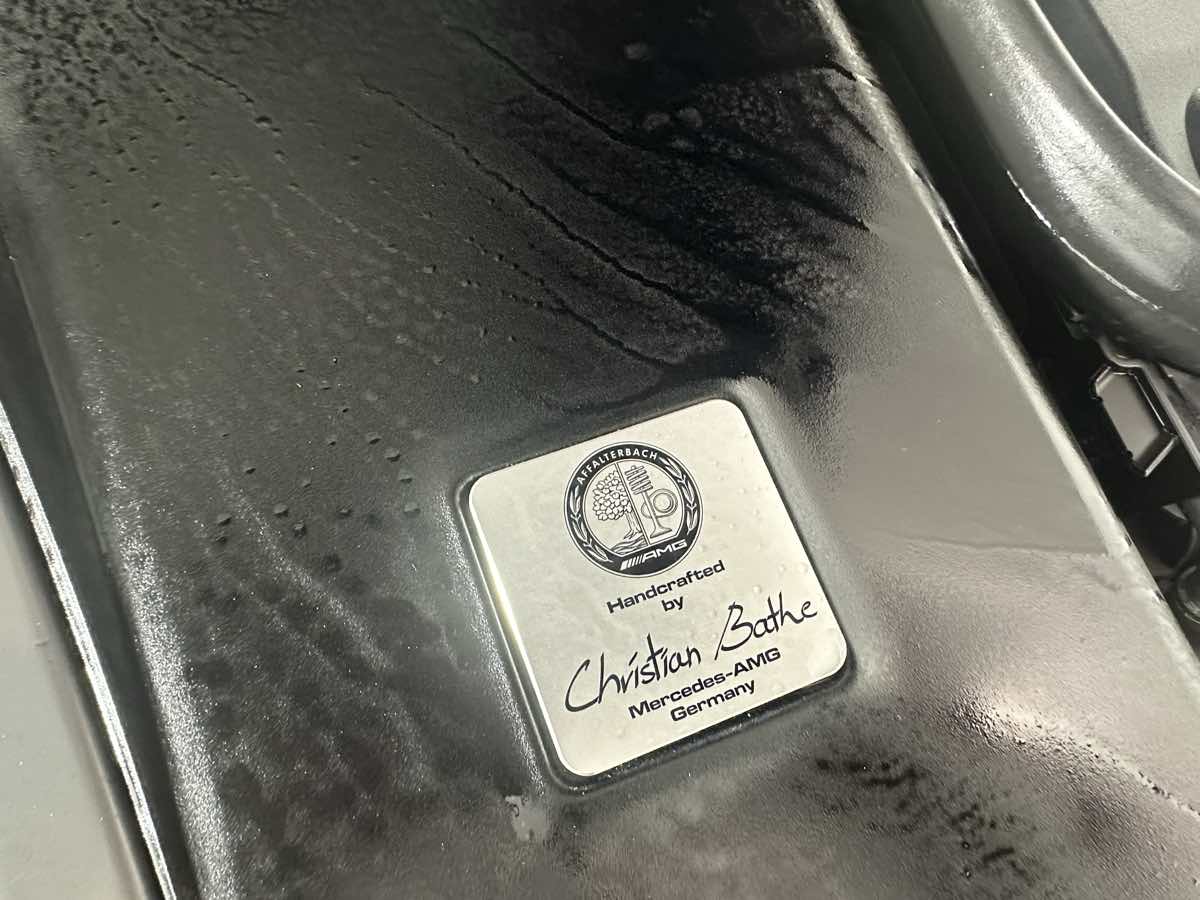 AFFALTERBACH
AMG
Handcrafted
by
Christian Bathe
Mercedes-AMG
Germany